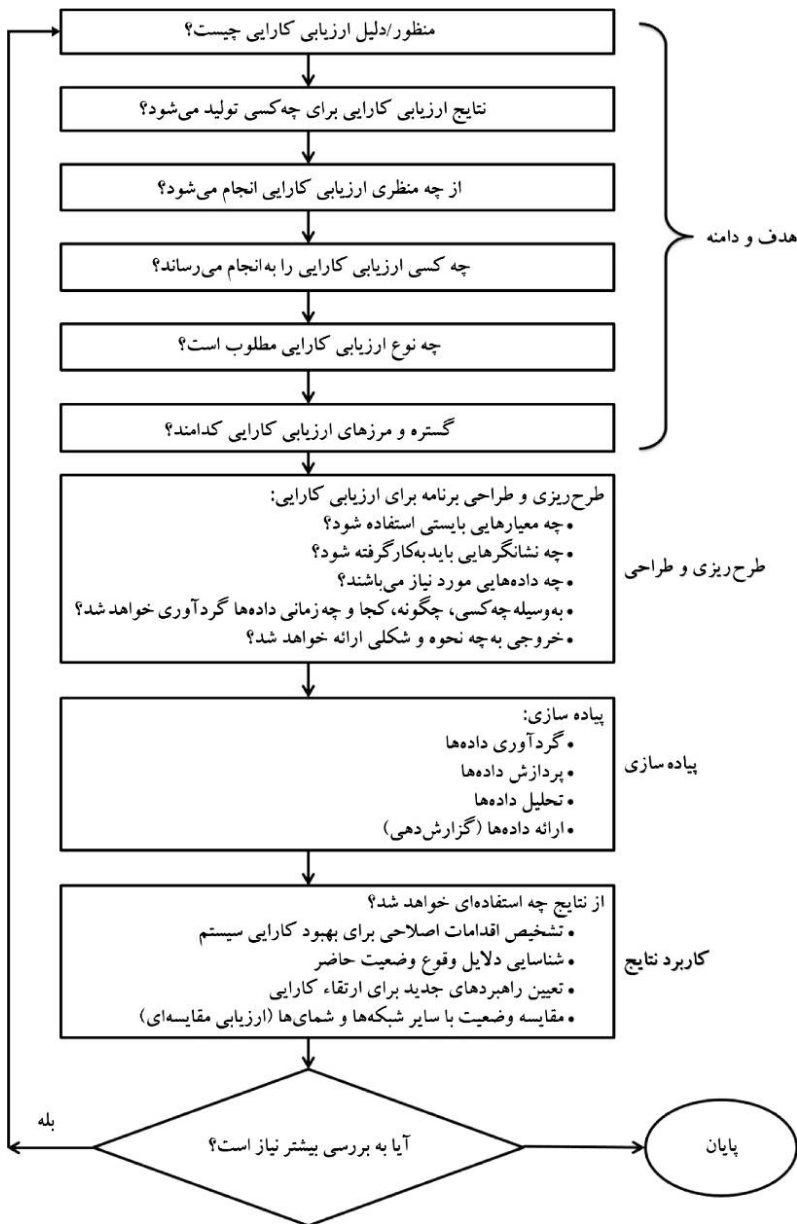 منظور/دلیل ارزیابی کارایی چیست؟
نتایج ارزیابی کارایی برای چه‌کسی تولید می‌شود؟
از چه منظری ارزیابی کارایی انجام می‌شود؟
چه کسی ارزیابی کارایی را به‌انجام می‌رساند؟
چه نوع ارزیابی کارایی مطلوب است؟
گستره و مرزهای ارزیابی کارایی کدامند؟
هدف و دامنه
طرح‌ریزی و طراحی برنامه برای ارزیابی کارایی:
• چه معیارهایی بایستی استفاده شود؟
• چه نشانگرهایی باید به‌کارگرفته شود؟
• چه داده‌هایی مورد نیاز می‌باشند؟
• به‌وسیله چه‌کسی، چگونه، کجا و چه‌زمانی داده‌ها گردآوری خواهد شد؟
• خروجی به‌چه نحوه و شکلی ارائه خواهد شد؟
طرح‌ریزی و طراحی
پیاده سازی:
• گردآوری داده‌ها
• پردازش داده‌ها
• تحلیل داده‌ها
• ارائه داده‌ها (گزارش‌دهی)
پیاده سازی
از نتایج چه استفاده‌ای خواهد شد؟
• تشخیص اقدامات اصلاحی برای بهبود کارایی سیستم
• شناسایی دلایل وقوع وضعیت حاضر
• تعیین راهبردهای جدید برای ارتقاء کارایی
• مقایسه وضعیت با سایر شبکه‌ها و شمای‌ها (ارزیابی مقایسه‌ای)
کاربرد نتایج
آیا به بررسی بیشتر نیاز است؟
بله
پایان